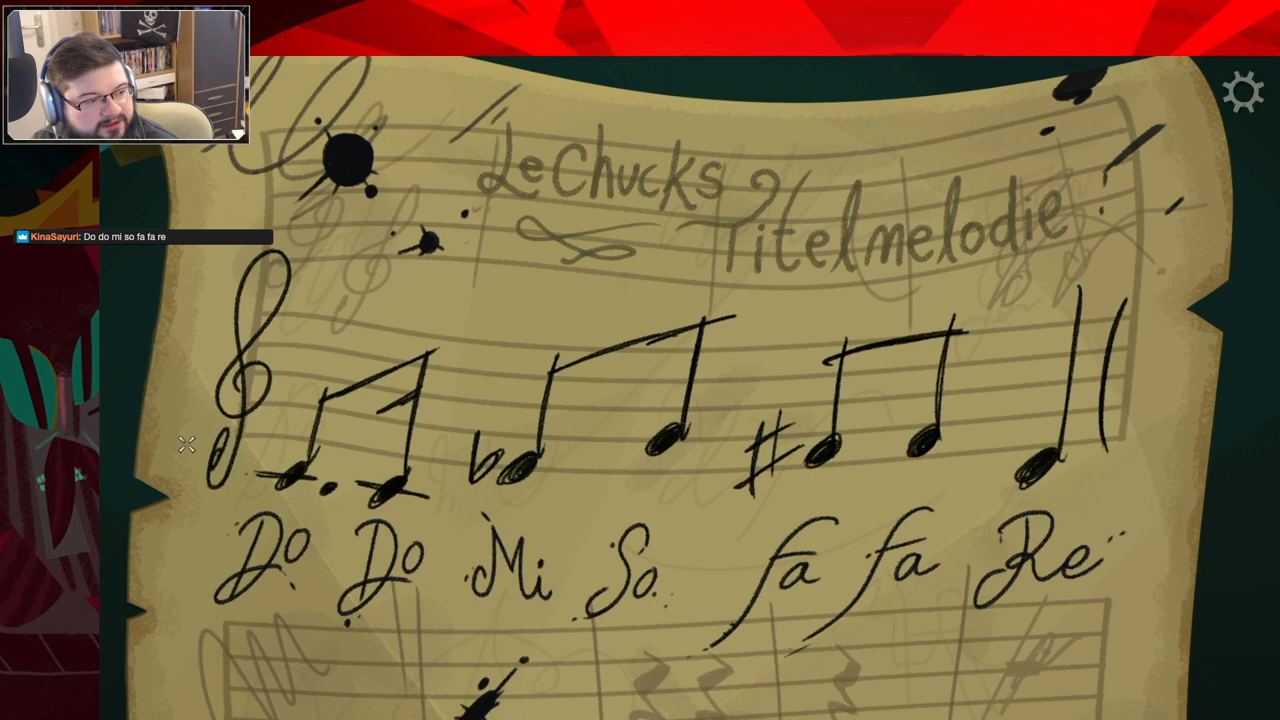 LeChucks
Titelmelodie
KinaSayuri: Do do mi so fa fa re
Do Do Mi So fa fa Re